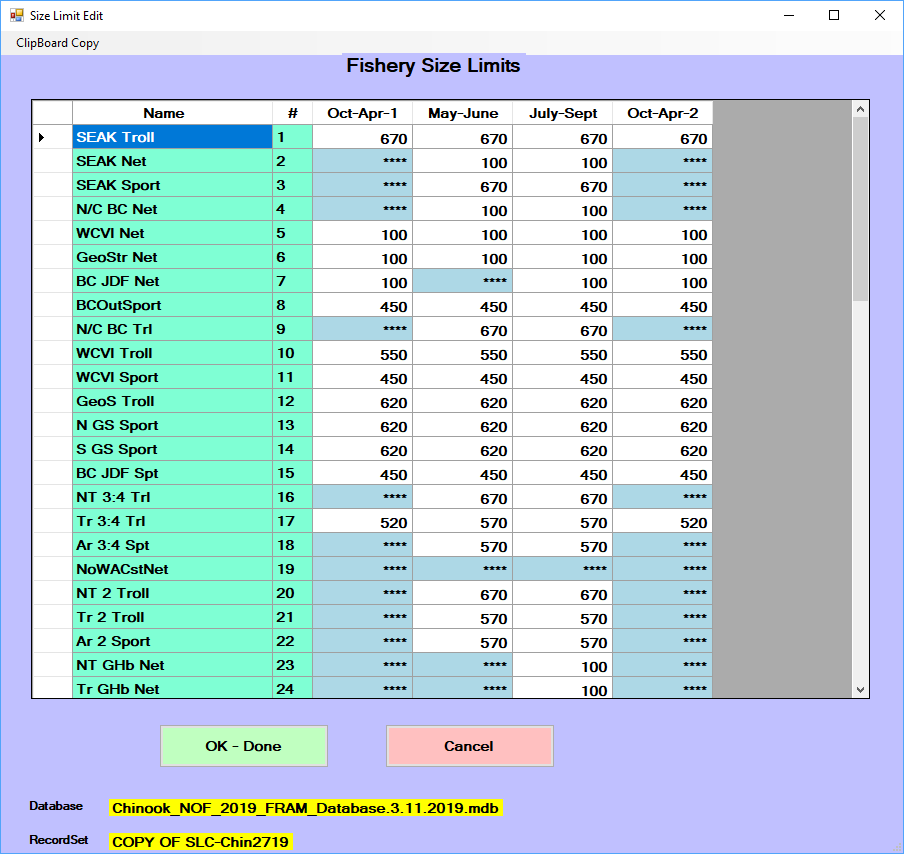 Size Limit Edit
ClipBoard Copy
Fishery Size Limits
Name # Oct-Apr-1 May-June July-Sept Oct-Apr-2
SEAK Troll 1 670 670 670 670
SEAK Net 2 **** 100 100 ****
SEAK Sport 3 **** 670 670 ****
N/C BC Net 4 **** 100 100 ****
WCVI Net 5 100 100 100 100
GeoStr Net 6 100 100 100 100
BC JDF Net 7 100 **** 100 100
BCOutSport 8 450 450 450 450
N/C BC Trl 9 **** 670 670 ****
WCVI Troll 10 550 550 550 550
WCVI Sport 11 450 450 450 450
GeoS Troll 12 620 620 620 620
N GS Sport 13 620 620 620 620
S GS Sport 14 620 620 620 620
BC JDF Spt 15 450 450 450 450
NT 3:4 Trl 16 **** 670 670 ****
Tr 3:4 Trl 17 520 570 570 520
Ar 3:4 Spt 18 **** 570 570 ****
NoWACstNet 19 **** **** **** ****
NT 2 Troll 20 **** 670 670 ****
Tr 2 Troll 21 **** 570 570 ****
Ar 2 Sport 22 **** 570 570 ****
NT GHb Net 23 **** **** 100 ****
Tr GHb Net 24 **** **** 100 ****
OK - Done Cancel
Database Chinook_NOF_2019_FRAM_Database.3.11.2019.mdb
RecordSet COPY OF SLC-Chin2719